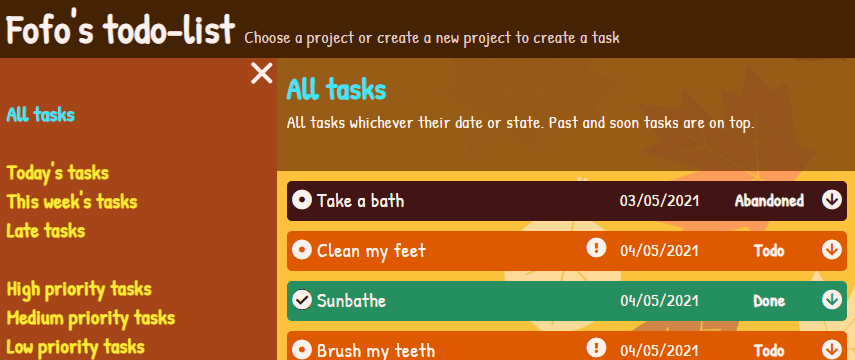 Fofo's todo-list Choose a project or create a new project to create a task
All tasks
Today's tasks
This week's tasks
Late tasks
High priority tasks
Medium priority tasks
Low priority tasks
All tasks
All tasks whichever their date or state. Past and soon tasks are on top.
Take a bath 03/05/2021 Abandoned
Clean my feet 04/05/2021 Todo
Sunbathe 04/05/2021 Done
Brush my teeth 04/05/2021 Todo